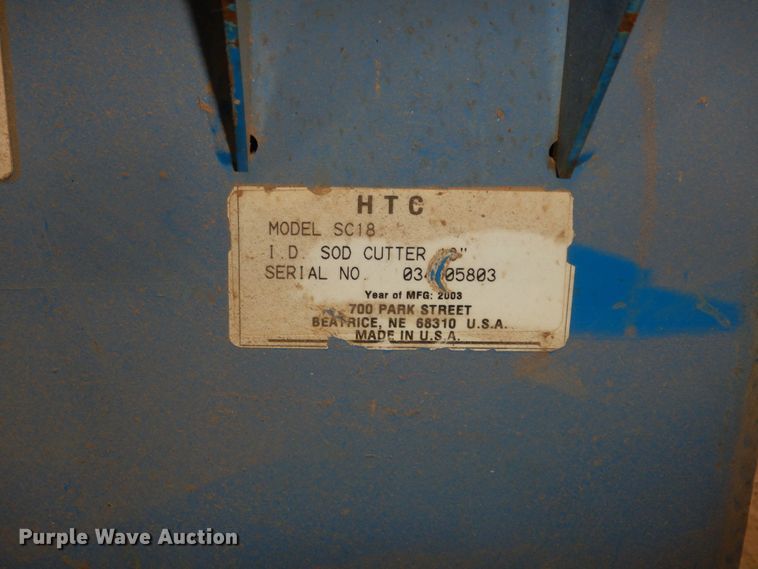 HTC
MODEL SC18
I.D. SOD CUTTER
SERIAL NO.
Year of MFG: 2003
700 PARK STREET
BEATRICE, NE 68310 U.S.A.
MADE IN U.S.A.
Purple Wave Auction